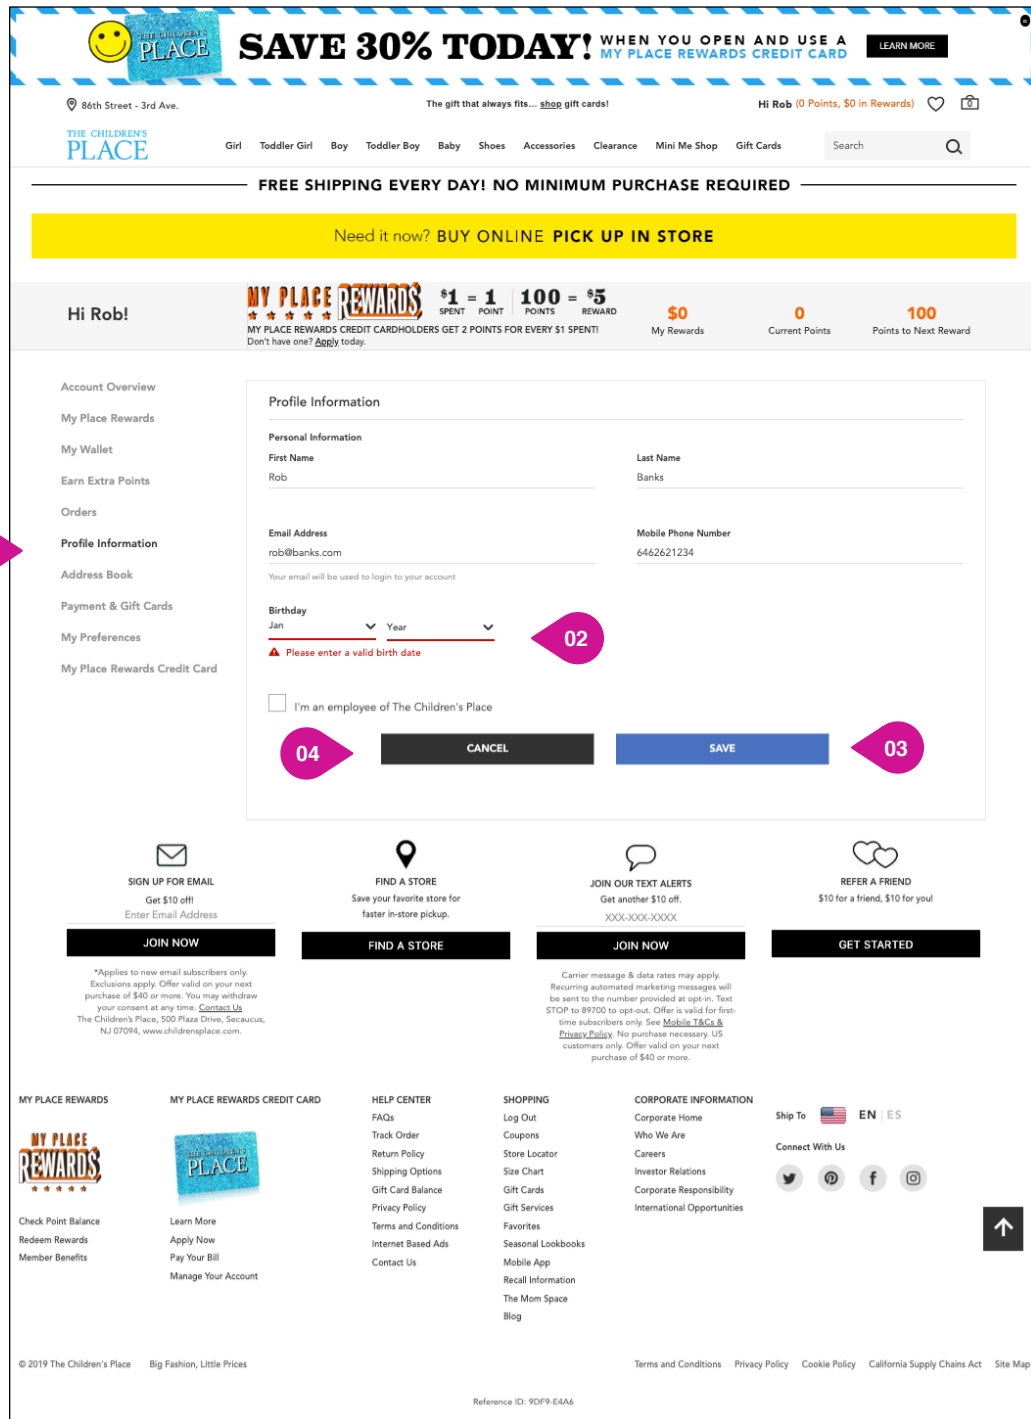 THE CHILDREN'S
PLACE
SAVE 30% TODAY!
WHEN YOU OPEN AND USE A
MY PLACE REWARDS CREDIT CARD
LEARN MORE
86th Street - 3rd Ave.
The gift that always fits... shop gift cards!
Hi Rob (0 Points, $0 in Rewards)
0
THE CHILDREN'S
PLACE
Girl Toddler Girl Boy Toddler Boy Baby Shoes Accessories Clearance Mini Me Shop Gift Cards
Search
FREE SHIPPING EVERY DAY! NO MINIMUM PURCHASE REQUIRED
Need it now? BUY ONLINE PICK UP IN STORE
Hi Rob!
MY PLACE REWARDS
$1 = 1 100 = $5
SPENT POINT POINTS REWARD
MY PLACE REWARDS CREDIT CARDHOLDERS GET 2 POINTS FOR EVERY $1 SPENT!
Don't have one? Apply today.
$0
My Rewards
0
Current Points
100
Points to Next Reward
Account Overview
My Place Rewards
My Wallet
Earn Extra Points
Orders
Profile Information
Address Book
Payment & Gift Cards
My Preferences
My Place Rewards Credit Card
Profile Information
Personal Information
First Name
Rob
Last Name
Banks
Email Address
rob@banks.com
Your email will be used to login to your account
Mobile Phone Number
6462621234
Birthday
Jan Year
Please enter a valid birth date
02
I'm an employee of The Children's Place
04
CANCEL
SAVE
03
SIGN UP FOR EMAIL
Get $10 off!
Enter Email Address
JOIN NOW
*Applies to new email subscribers only.
Exclusions apply. Offer valid on your next
purchase of $40 or more. You may withdraw
your consent at any time. Contact Us
The Children's Place, 500 Plaza Drive, Secaucus,
NJ 07094, www.childrensplace.com.
FIND A STORE
Save your favorite store for
faster in-store pickup.
FIND A STORE
JOIN OUR TEXT ALERTS
Get another $10 off.
XXX-XXX-XXXX
JOIN NOW
Carrier message & data rates may apply.
Recurring automated marketing messages will
be sent to the number provided at opt-in. Text
STOP to 89700 to opt-out. Offer is valid for first-
time subscribers only. See Mobile T&Cs &
Privacy Policy. No purchase necessary. US
customers only. Offer valid on your next
purchase of $40 or more.
REFER A FRIEND
$10 for a friend, $10 for you!
GET STARTED
MY PLACE REWARDS
MY PLACE
REWARDS
Check Point Balance
Redeem Rewards
Member Benefits
MY PLACE REWARDS CREDIT CARD
THE CHILDREN'S
PLACE
Learn More
Apply Now
Pay Your Bill
Manage Your Account
HELP CENTER
FAQs
Track Order
Return Policy
Shipping Options
Gift Card Balance
Privacy Policy
Terms and Conditions
Internet Based Ads
Contact Us
SHOPPING
Log Out
Coupons
Store Locator
Size Chart
Gift Cards
Gift Services
Favorites
Seasonal Lookbooks
Mobile App
Recall Information
The Mom Space
Blog
CORPORATE INFORMATION
Corporate Home
Who We Are
Careers
Investor Relations
Corporate Responsibility
International Opportunities
Ship To EN | ES
Connect With Us
© 2019 The Children's Place Big Fashion, Little Prices
Terms and Conditions Privacy Policy Cookie Policy California Supply Chains Act Site Map
Reference ID: 9DF9-E4A6